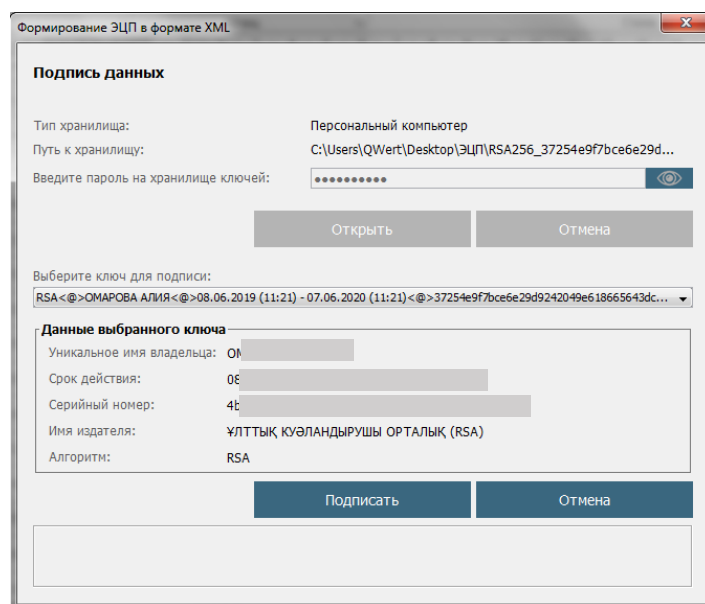 Формирование ЭЦП в формате XML
Подпись данных
Тип хранилища: Персональный компьютер
Путь к хранилищу: C:\Users\QWert\Desktop\ЭЦП\RSA256_37254e9f7bce6e29d...
Введите пароль на хранилище ключей: ●●●●●●●●●●
Открыть Отмена
Выберите ключ для подписи:
RSA<@>ОМАРОВА АЛИЯ<@>08.06.2019 (11:21) - 07.06.2020 (11:21)<@>37254e9f7bce6e29d9242049e618665643dc...
Данные выбранного ключа
Уникальное имя владельца:
Срок действия: 08
Серийный номер: 4b
Имя издателя: ҰЛТТЫҚ КУӘЛАНДЫРУШЫ ОРТАЛЫҚ (RSA)
Алгоритм: RSA
Подписать Отмена